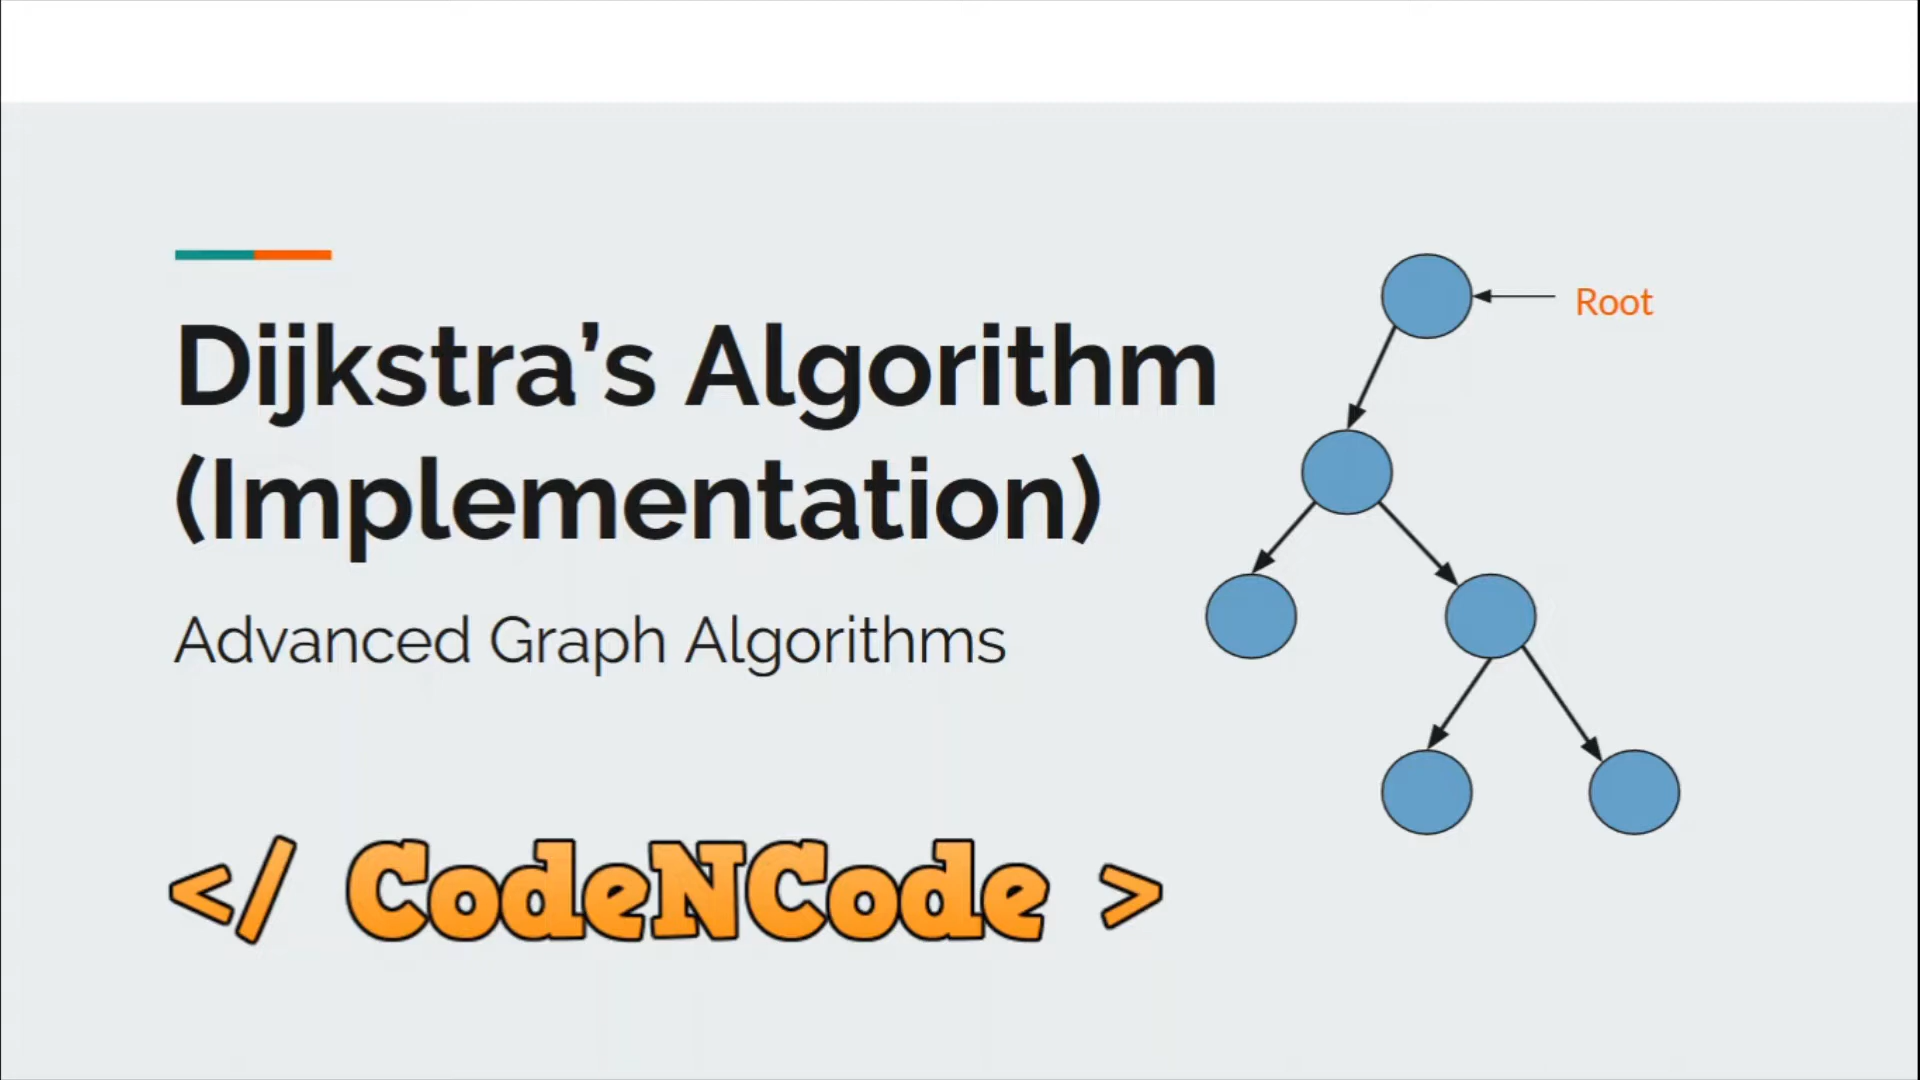 Dijkstra’s Algorithm
(Implementation)
Advanced Graph Algorithms
Root
</ CodeNCode >